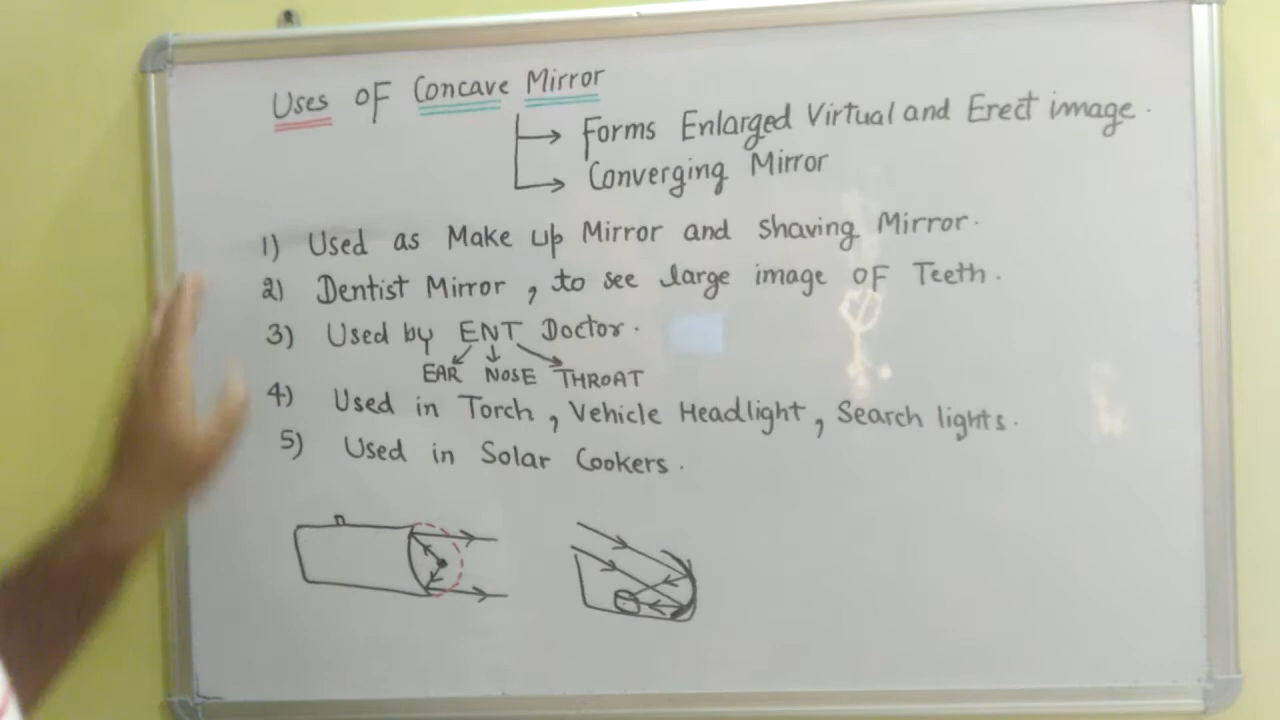 Uses OF Concave Mirror
Forms Enlarged Virtual and Erect image.
Converging Mirror
1) Used as Make up Mirror and shaving Mirror.
2) Dentist Mirror, to see large image OF Teeth.
3) Used by ENT Doctor.
EAR NOSE THROAT
4) Used in Torch, Vehicle Headlight, Search lights.
5) Used in Solar Cookers.